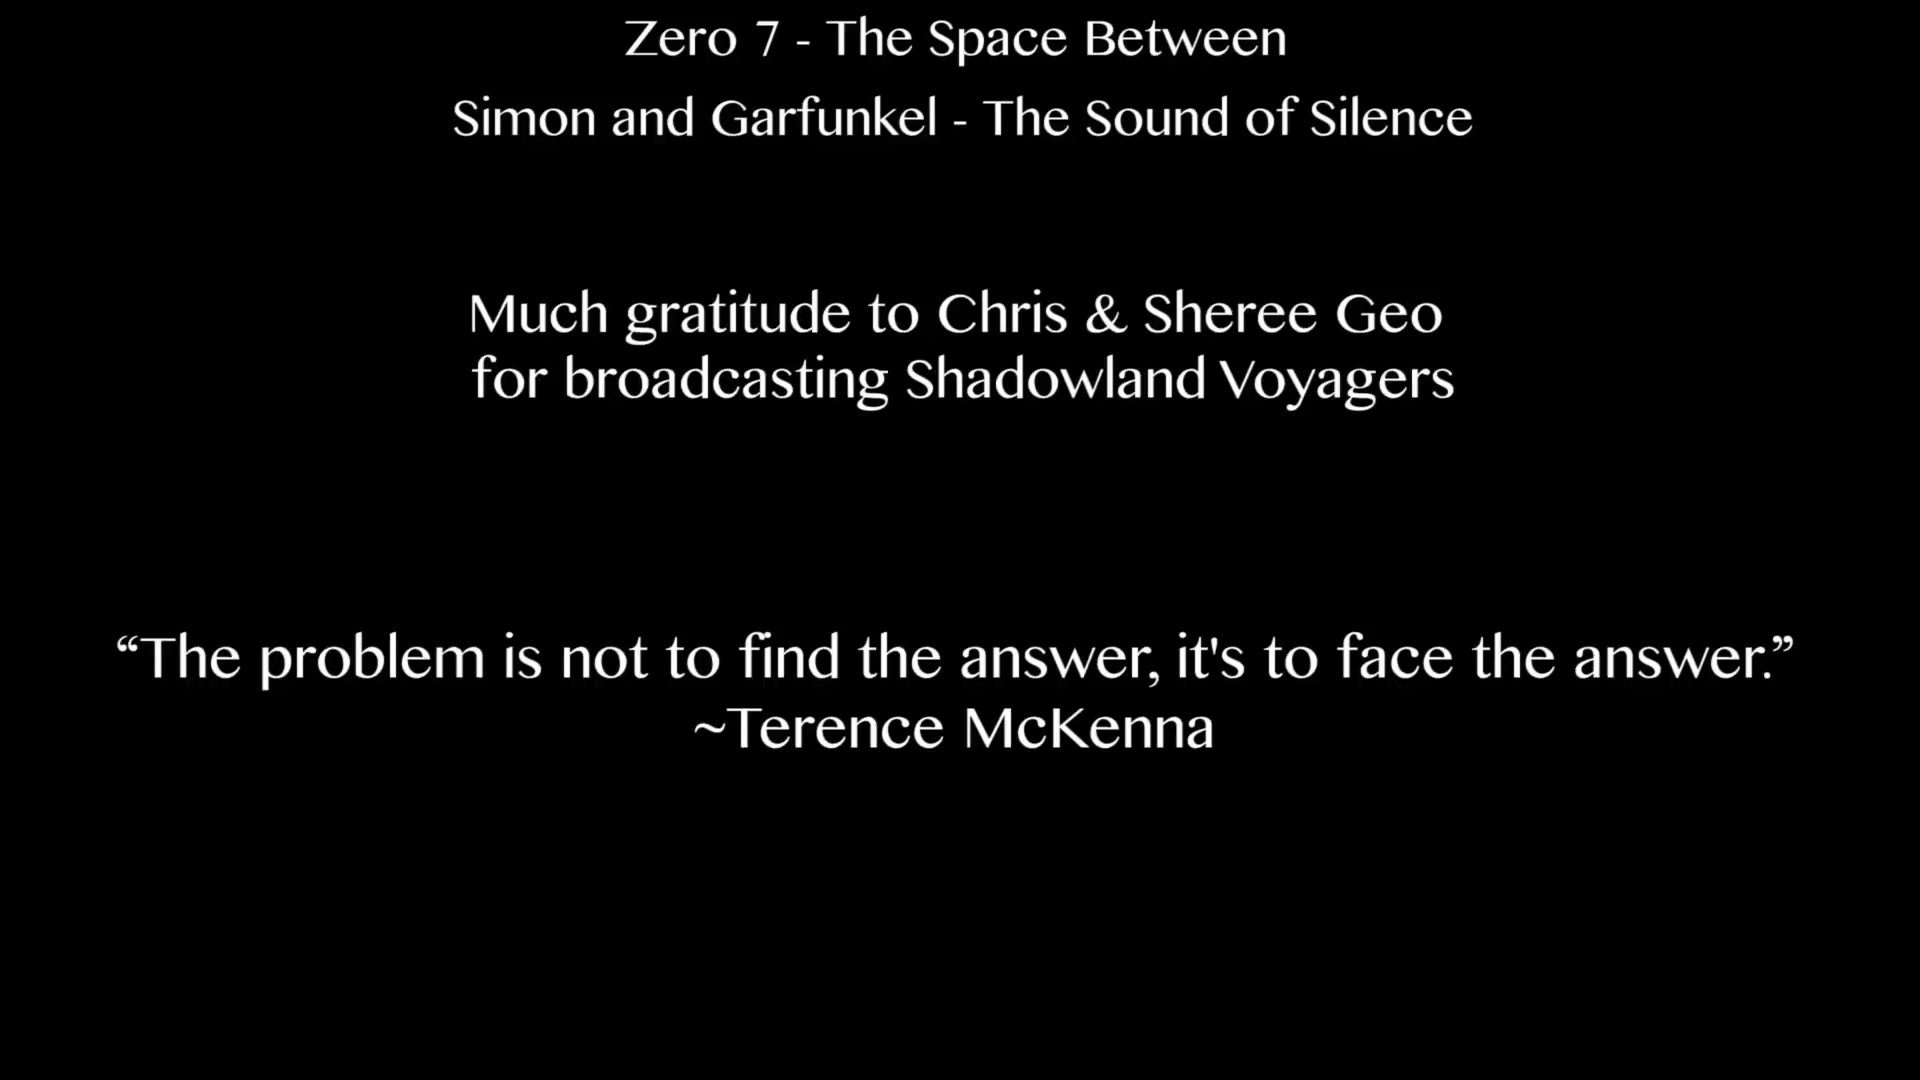 Zero 7 - The Space Between
Simon and Garfunkel - The Sound of Silence
Much gratitude to Chris & Sheree Geo
for broadcasting Shadowland Voyagers
“The problem is not to find the answer, it's to face the answer.”
~Terence McKenna